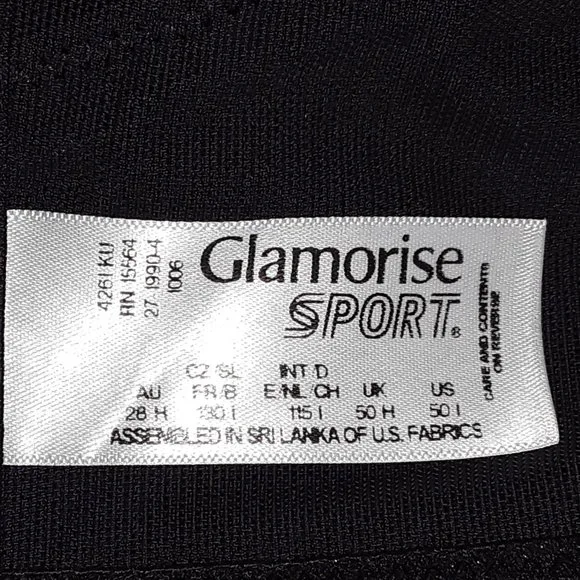 4261 KU
RN 15564
27 1990-4
1006
Glamorise
SPORT®
CZ/SL INT D
AU FR/B E/NL CH UK US
28 H 130 I 115 I 50 H 50 I
ASSEMBLED IN SRI LANKA OF U.S. FABRICS
CARE AND CONTENTS
ON REVERSE